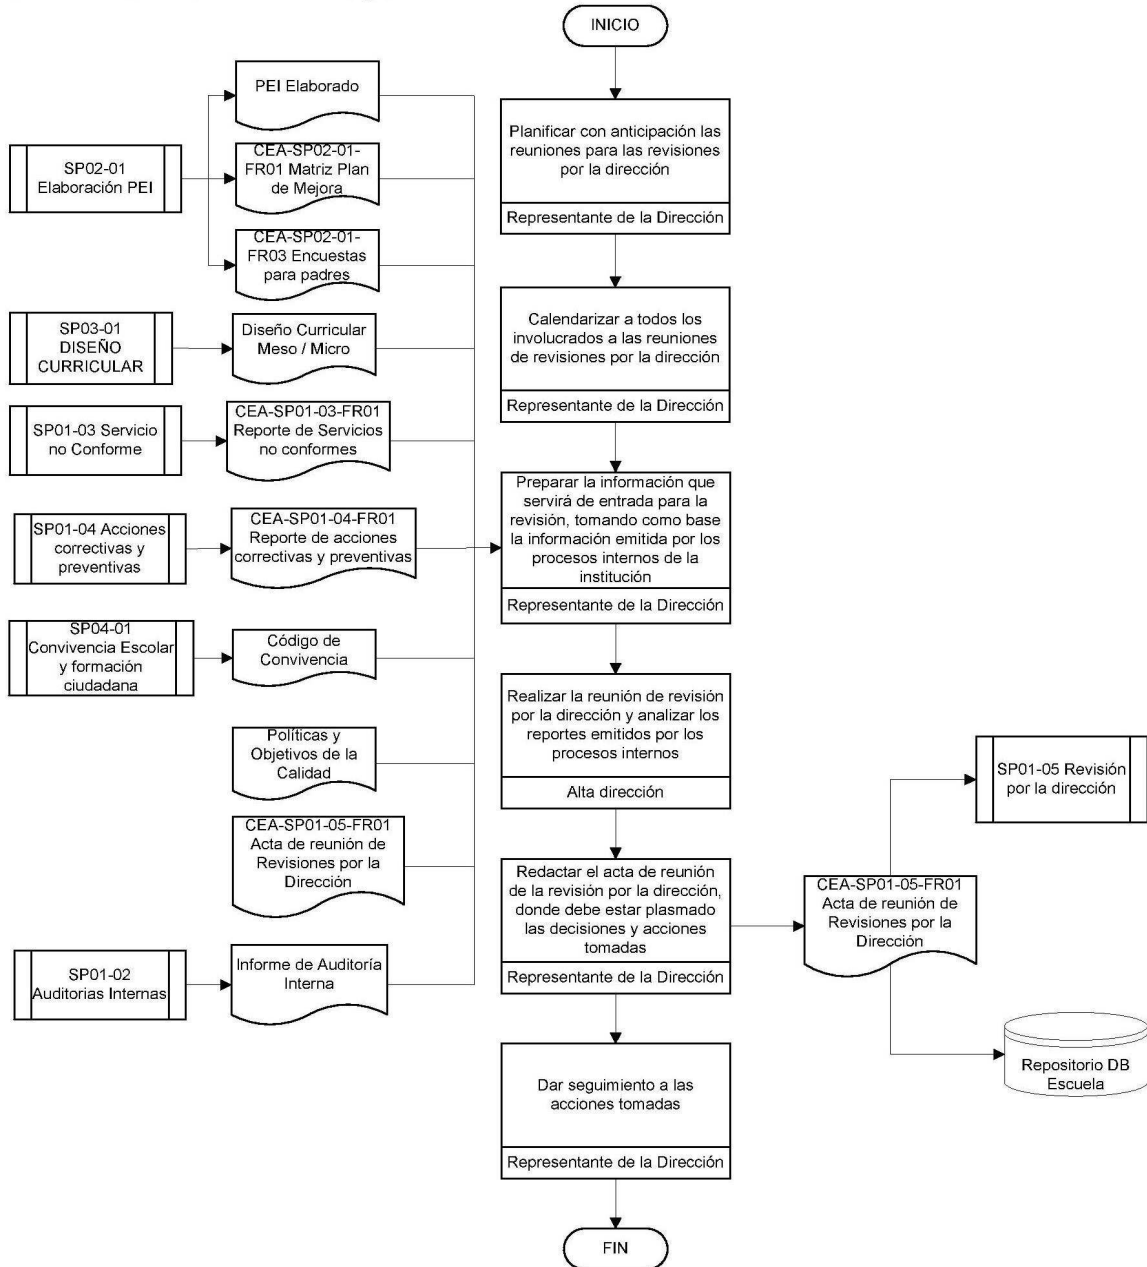 INICIO
PEI Elaborado
SP02-01
Elaboración PEI
CEA-SP02-01-
FR01 Matriz Plan
de Mejora
CEA-SP02-01-
FR03 Encuestas
para padres
SP03-01
DISEÑO
CURRICULAR
Diseño Curricular
Meso / Micro
SP01-03 Servicio
no Conforme
CEA-SP01-03-FR01
Reporte de Servicios
no conformes
SP01-04 Acciones
correctivas y
preventivas
CEA-SP01-04-FR01
Reporte de acciones
correctivas y preventivas
SP04-01
Convivencia Escolar
y formación
ciudadana
Código de
Convivencia
Políticas y
Objetivos de la
Calidad
CEA-SP01-05-FR01
Acta de reunión de
Revisiones por la
Dirección
SP01-02
Auditorias Internas
Informe de Auditoría
Interna
Planificar con anticipación las
reuniones para las revisiones
por la dirección
Representante de la Dirección
Calendarizar a todos los
involucrados a las reuniones
de revisiones por la dirección
Representante de la Dirección
Preparar la información que
servirá de entrada para la
revisión, tomando como base
la información emitida por los
procesos internos de la
institución
Representante de la Dirección
Realizar la reunión de revisión
por la dirección y analizar los
reportes emitidos por los
procesos internos
Alta dirección
Redactar el acta de reunión
de la revisión por la dirección,
donde debe estar plasmado
las decisiones y acciones
tomadas
Representante de la Dirección
Dar seguimiento a las
acciones tomadas
Representante de la Dirección
FIN
SP01-05 Revisión
por la dirección
CEA-SP01-05-FR01
Acta de reunión de
Revisiones por la
Dirección
Repositorio DB
Escuela